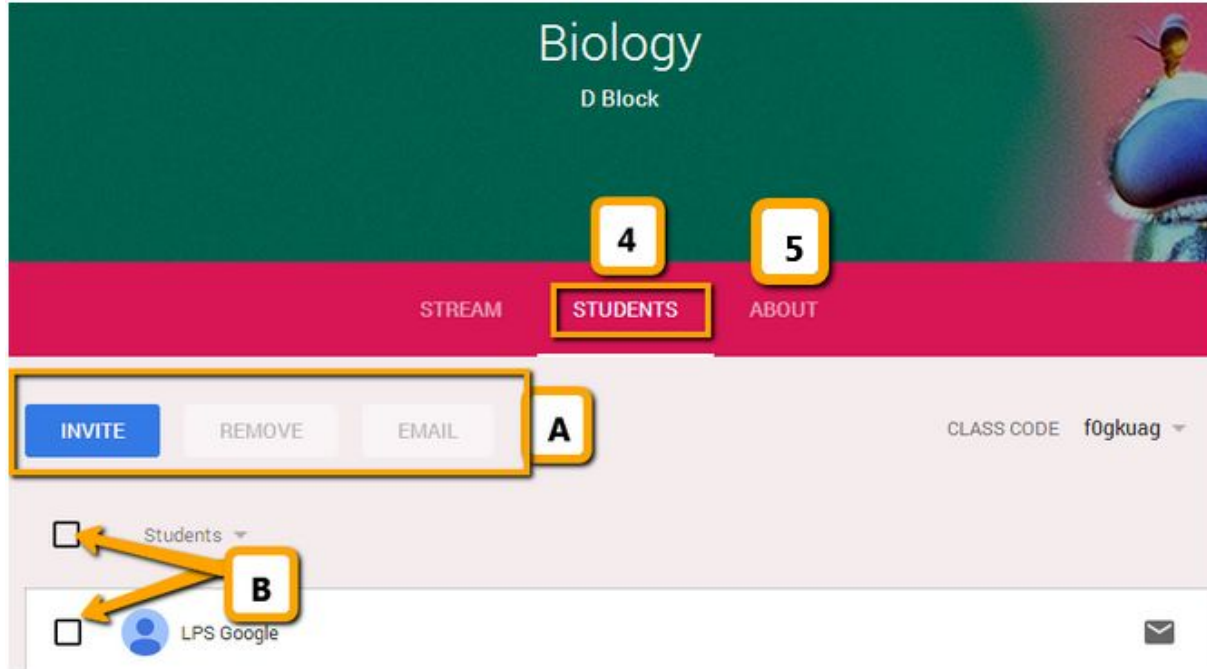 Biology
D Block
4
5
STREAM STUDENTS ABOUT
INVITE REMOVE EMAIL A CLASS CODE f0gkuag
Students
B
LPS Google